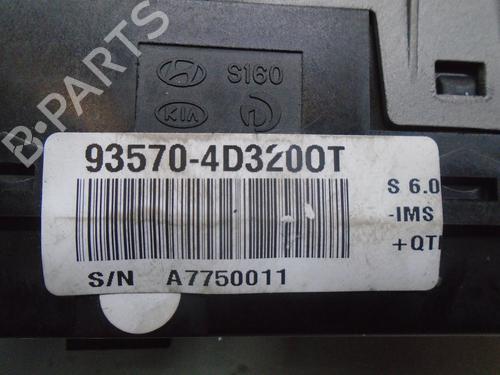 B-PARTS
S160
KIA
93570-4D3200T
S 6.0
-IMS
+QT
S/N A7750011